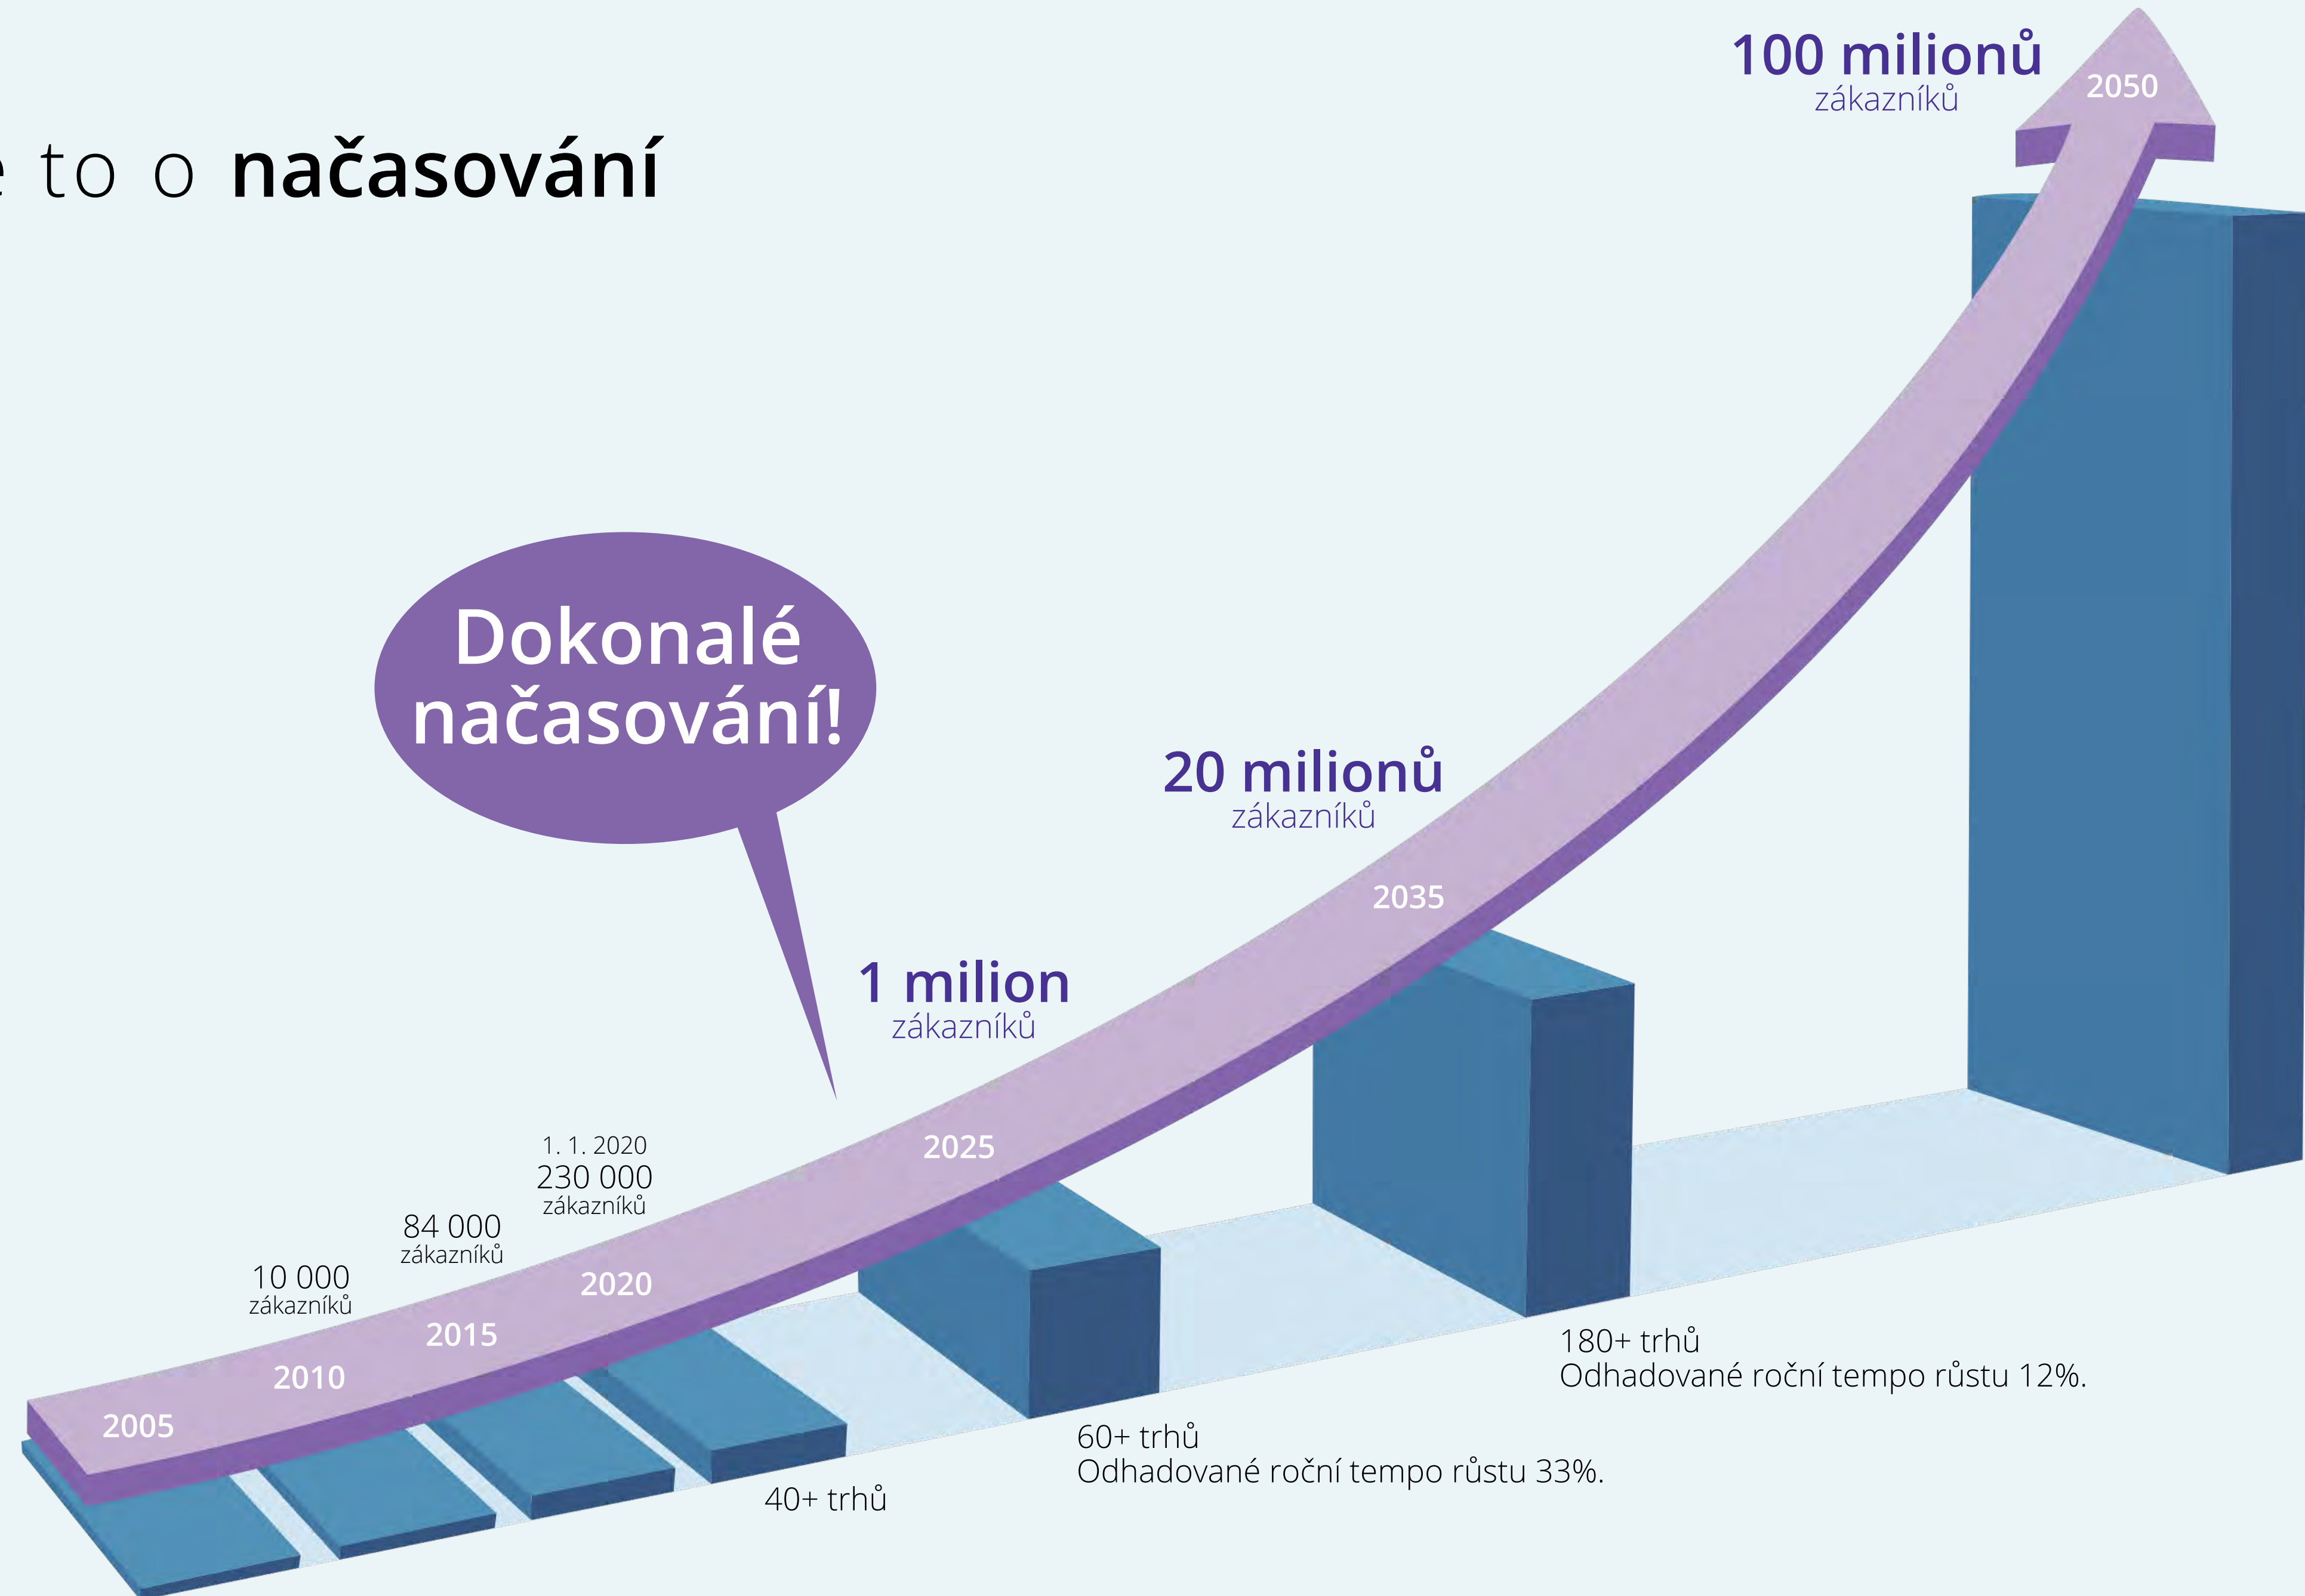 to o načasování
100 milionů
zákazníků
2050
Dokonalé
načasování!
20 milionů
zákazníků
2035
1 milion
zákazníků
2025
1. 1. 2020
230 000
zákazníků
2020
84 000
zákazníků
2015
10 000
zákazníků
2010
2005
40+ trhů
60+ trhů
Odhadované roční tempo růstu 33%.
180+ trhů
Odhadované roční tempo růstu 12%.